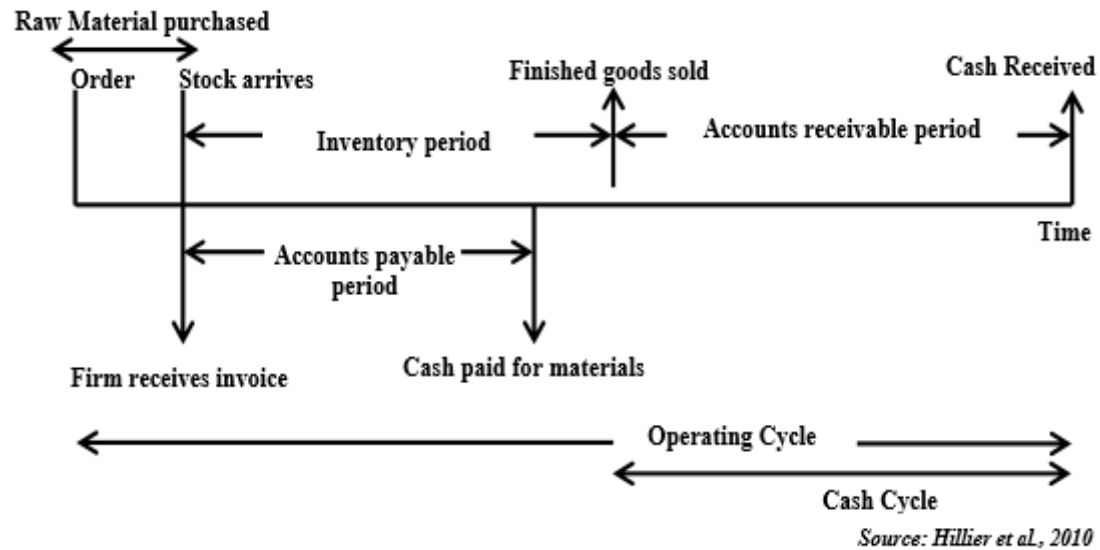 Raw Material purchased
Order
Stock arrives
Finished goods sold
Cash Received
Inventory period
Accounts receivable period
Time
Accounts payable
period
Firm receives invoice
Cash paid for materials
Operating Cycle
Cash Cycle
Source: Hillier et al., 2010